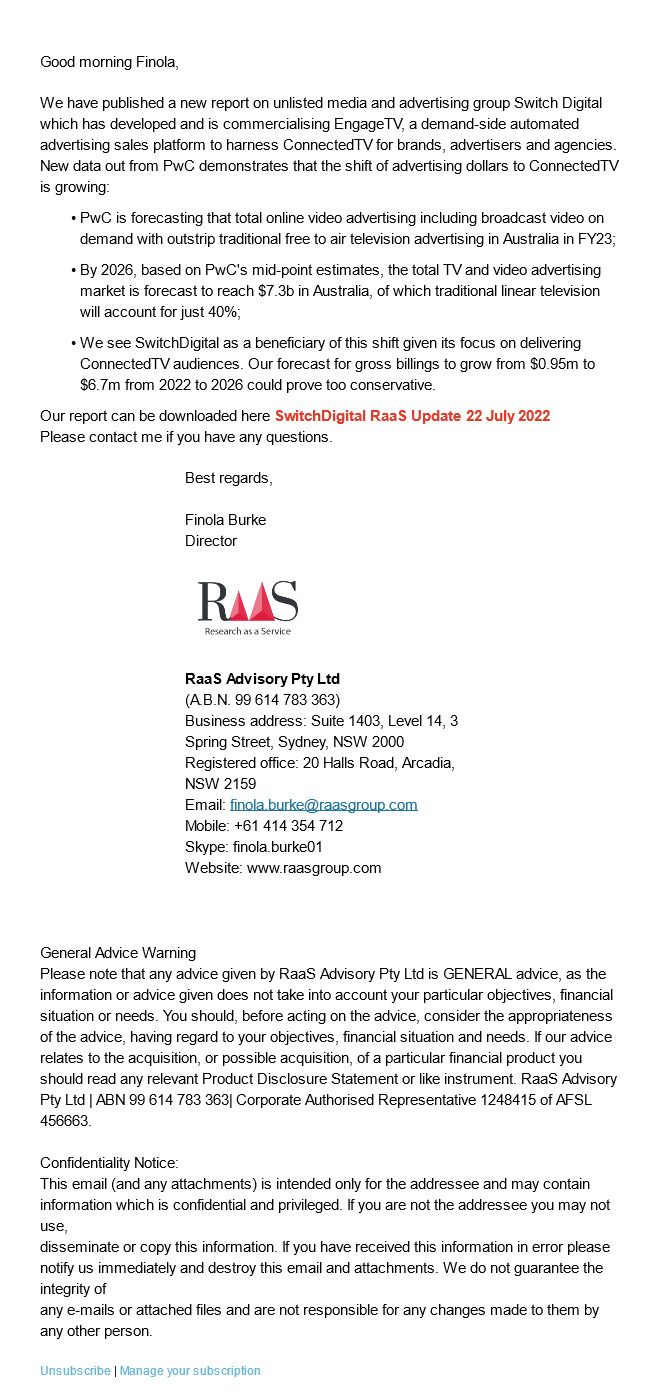 Good morning Finola,
We have published a new report on unlisted media and advertising group Switch Digital
which has developed and is commercialising EngageTV, a demand-side automated
advertising sales platform to harness ConnectedTV for brands, advertisers and agencies.
New data out from PwC demonstrates that the shift of advertising dollars to ConnectedTV
is growing:
• PwC is forecasting that total online video advertising including broadcast video on
demand with outstrip traditional free to air television advertising in Australia in FY23;
• By 2026, based on PwC's mid-point estimates, the total TV and video advertising
market is forecast to reach $7.3b in Australia, of which traditional linear television
will account for just 40%;
• We see SwitchDigital as a beneficiary of this shift given its focus on delivering
ConnectedTV audiences. Our forecast for gross billings to grow from $0.95m to
$6.7m from 2022 to 2026 could prove too conservative.
Our report can be downloaded here SwitchDigital RaaS Update 22 July 2022
Please contact me if you have any questions.
Best regards,
Finola Burke
Director
RAAS
Research as a Service
RaaS Advisory Pty Ltd
(A.B.N. 99 614 783 363)
Business address: Suite 1403, Level 14, 3
Spring Street, Sydney, NSW 2000
Registered office: 20 Halls Road, Arcadia,
NSW 2159
Email: finola.burke@raasgroup.com
Mobile: +61 414 354 712
Skype: finola.burke01
Website: www.raasgroup.com
General Advice Warning
Please note that any advice given by RaaS Advisory Pty Ltd is GENERAL advice, as the
information or advice given does not take into account your particular objectives, financial
situation or needs. You should, before acting on the advice, consider the appropriateness
of the advice, having regard to your objectives, financial situation and needs. If our advice
relates to the acquisition, or possible acquisition, of a particular financial product you
should read any relevant Product Disclosure Statement or like instrument. RaaS Advisory
Pty Ltd | ABN 99 614 783 363| Corporate Authorised Representative 1248415 of AFSL
456663.
Confidentiality Notice:
This email (and any attachments) is intended only for the addressee and may contain
information which is confidential and privileged. If you are not the addressee you may not
use,
disseminate or copy this information. If you have received this information in error please
notify us immediately and destroy this email and attachments. We do not guarantee the
integrity of
any e-mails or attached files and are not responsible for any changes made to them by
any other person.
Unsubscribe | Manage your subscription